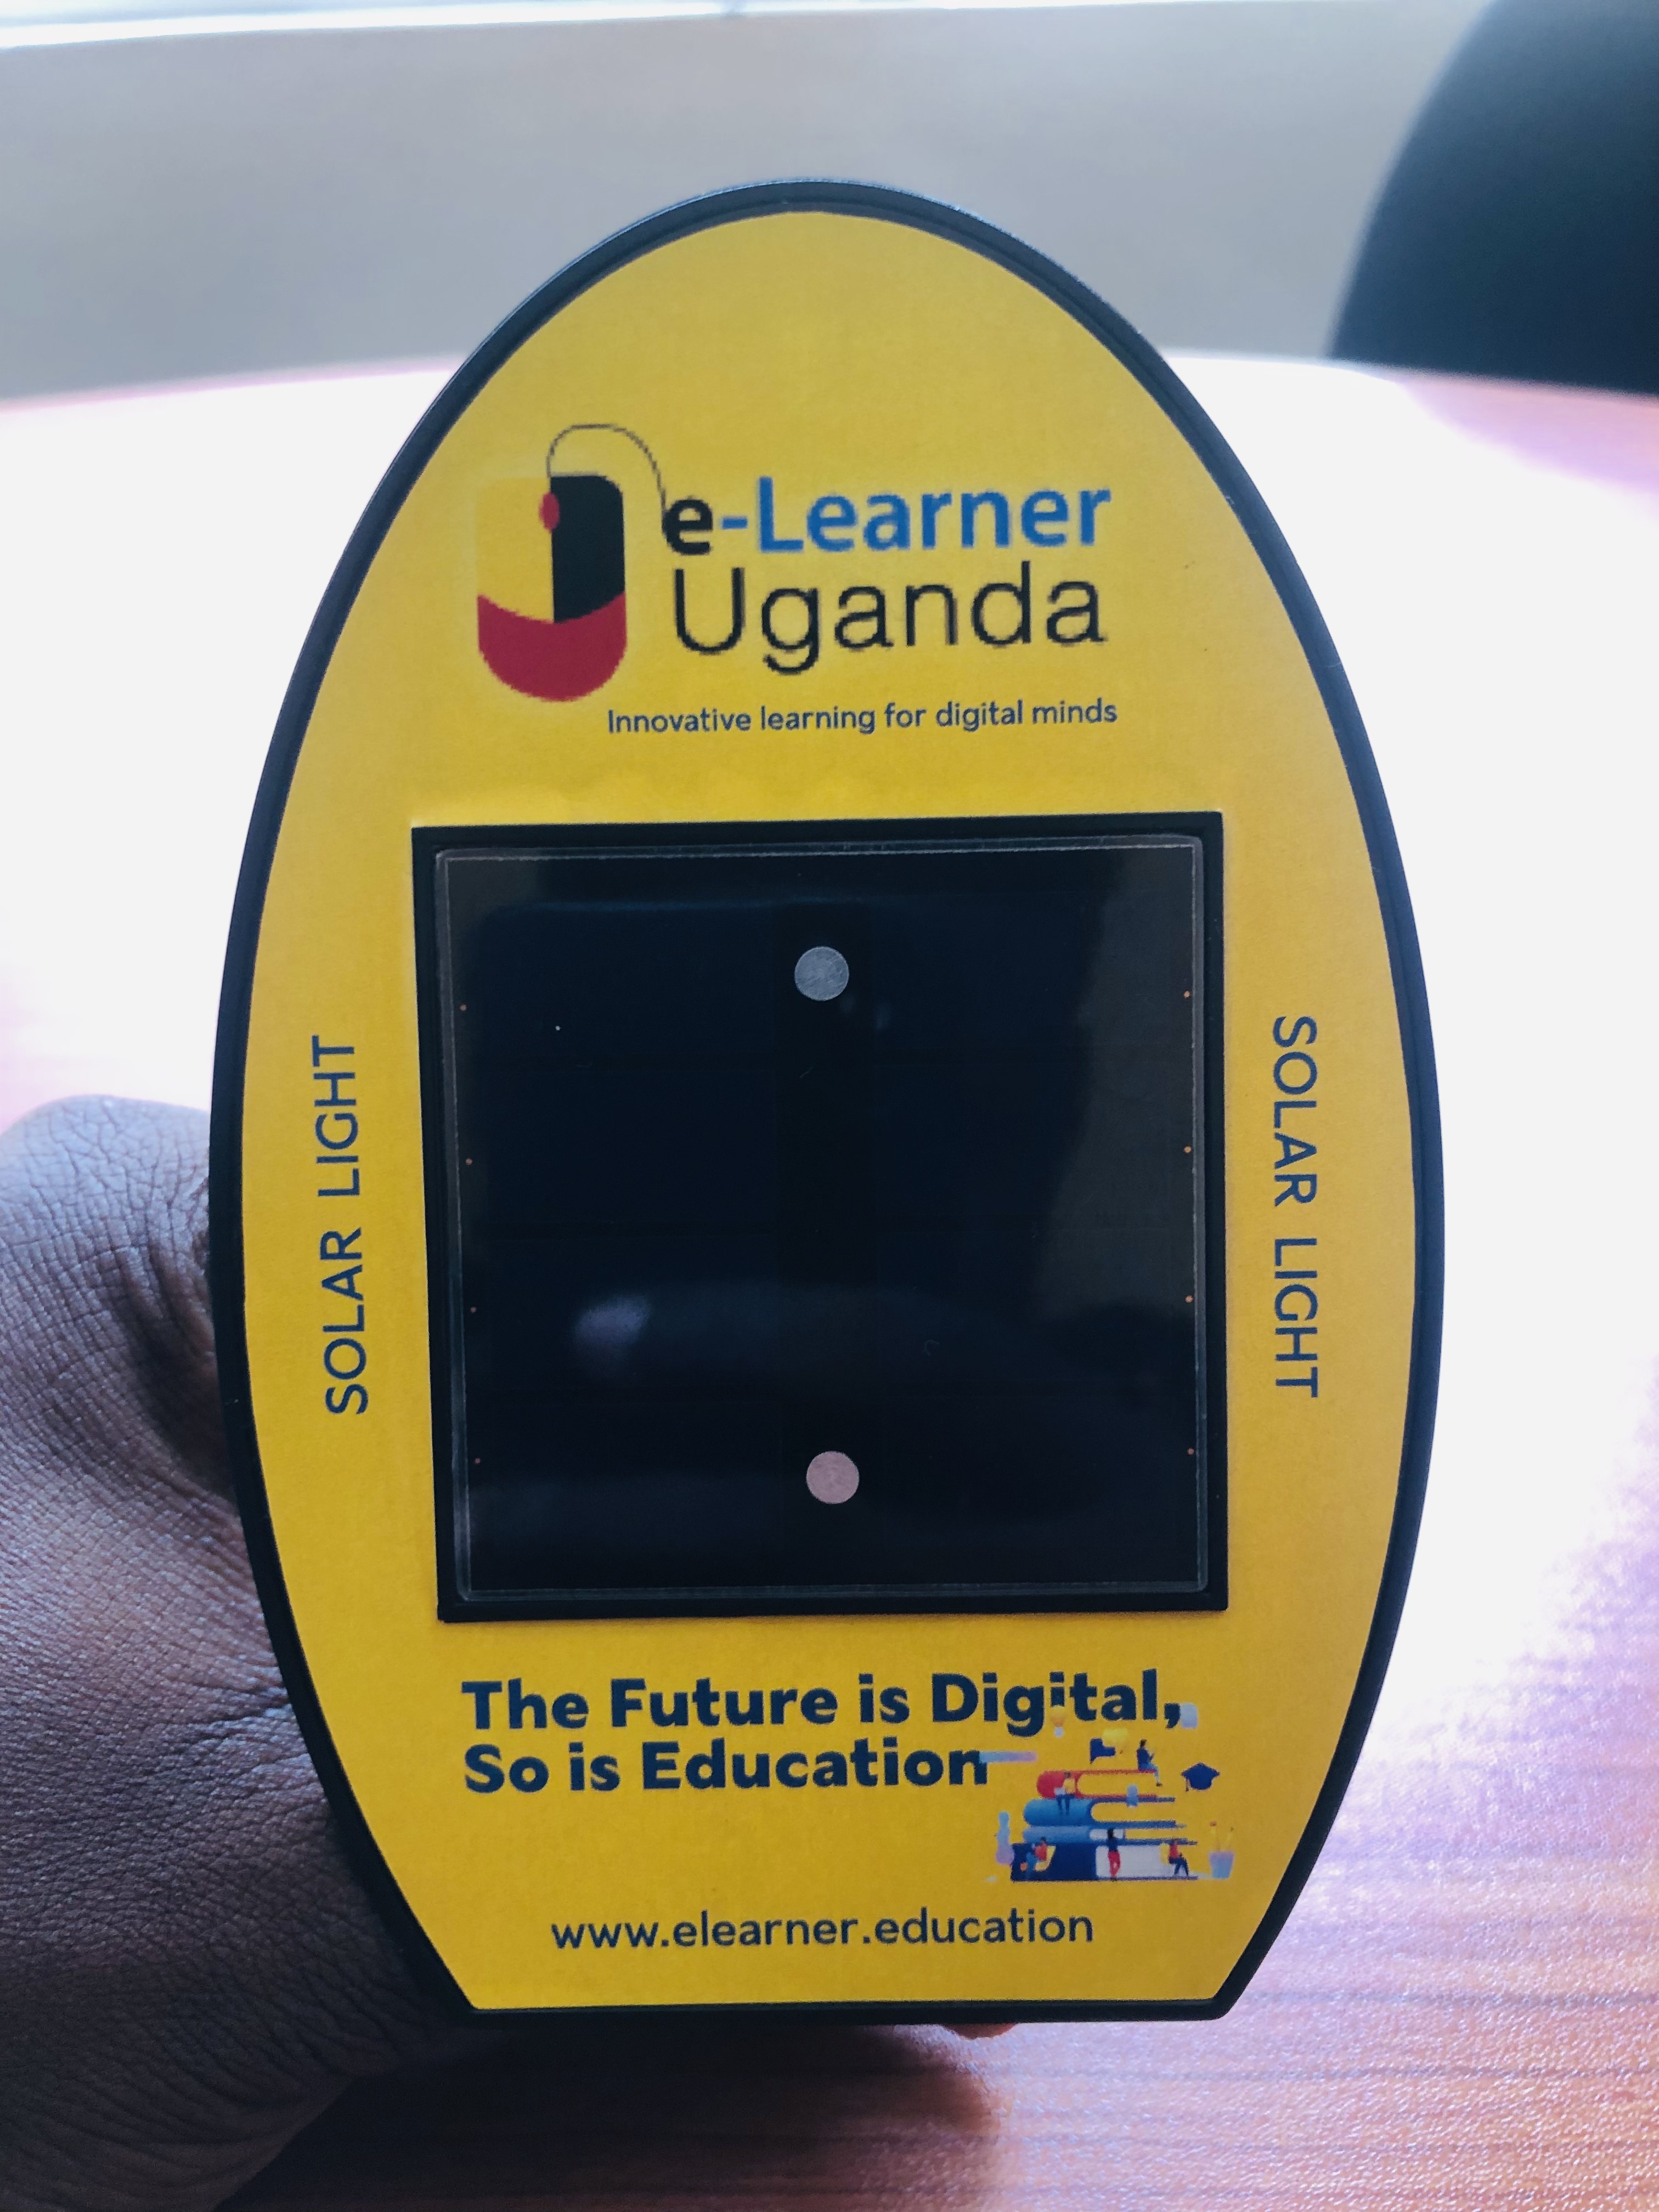 e-Learner
Uganda
Innovative learning for digital minds
SOLAR LIGHT
SOLAR LIGHT
The Future is Digital,
So is Education
www.elearner.education